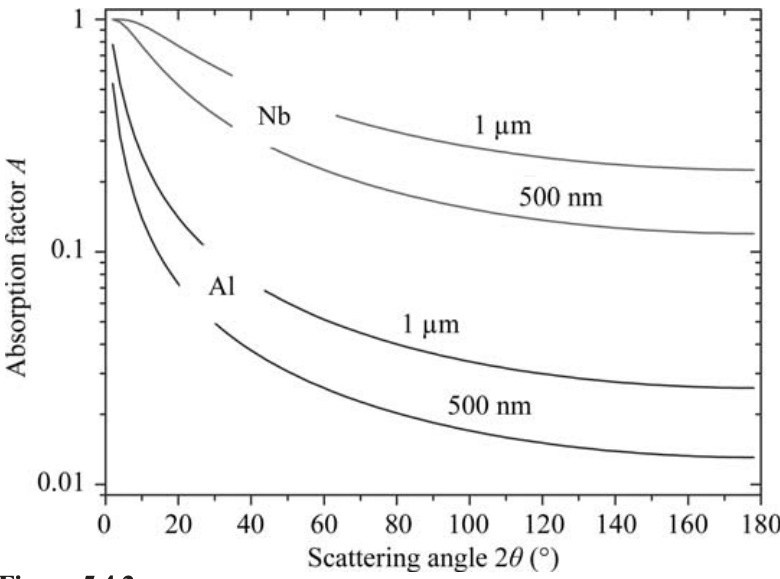 1
0.1
0.01
Absorption factor A
Nb
1 µm
500 nm
Al
1 µm
500 nm
0 20 40 60 80 100 120 140 160 180
Scattering angle 2θ (°)